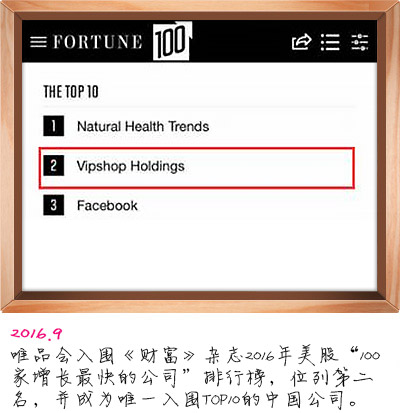 FORTUNE 100
THE TOP 10
1 Natural Health Trends
2 Vipshop Holdings
3 Facebook
2016.9
唯品会入围《财富》杂志2016年美股“100
家增长最快的公司”排行榜，位列第二
名，并成为唯一入围TOP10的中国公司。